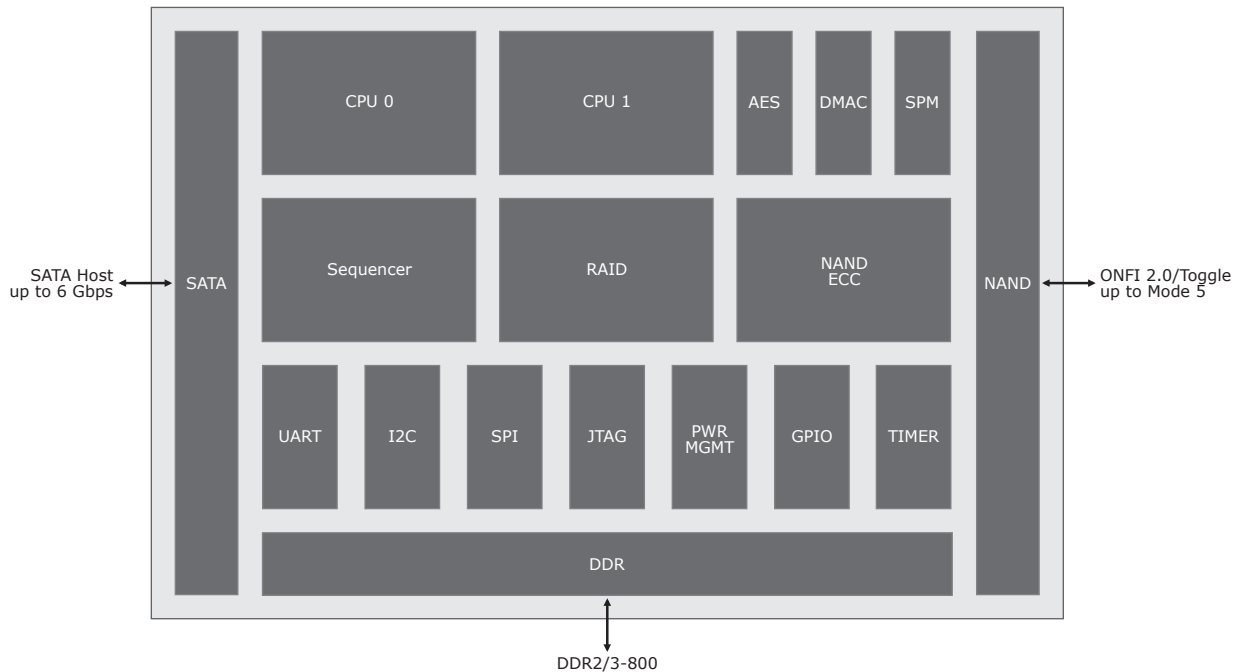 CPU 0
CPU 1
AES
DMAC
SPM
SATA Host
up to 6 Gbps
SATA
Sequencer
RAID
NAND
ECC
NAND
ONFI 2.0/Toggle
up to Mode 5
UART
I2C
SPI
JTAG
PWR
MGMT
GPIO
TIMER
DDR
DDR2/3-800